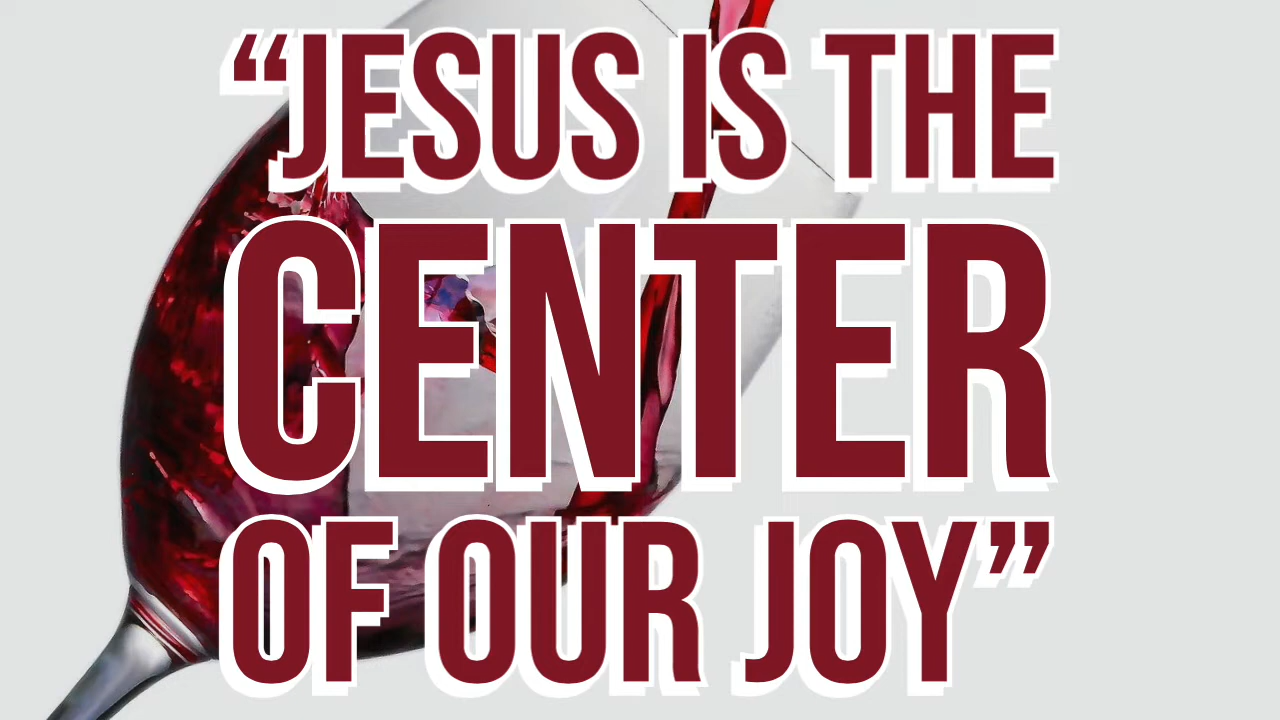 “JESUS IS THE
CENTER
OF OUR JOY”